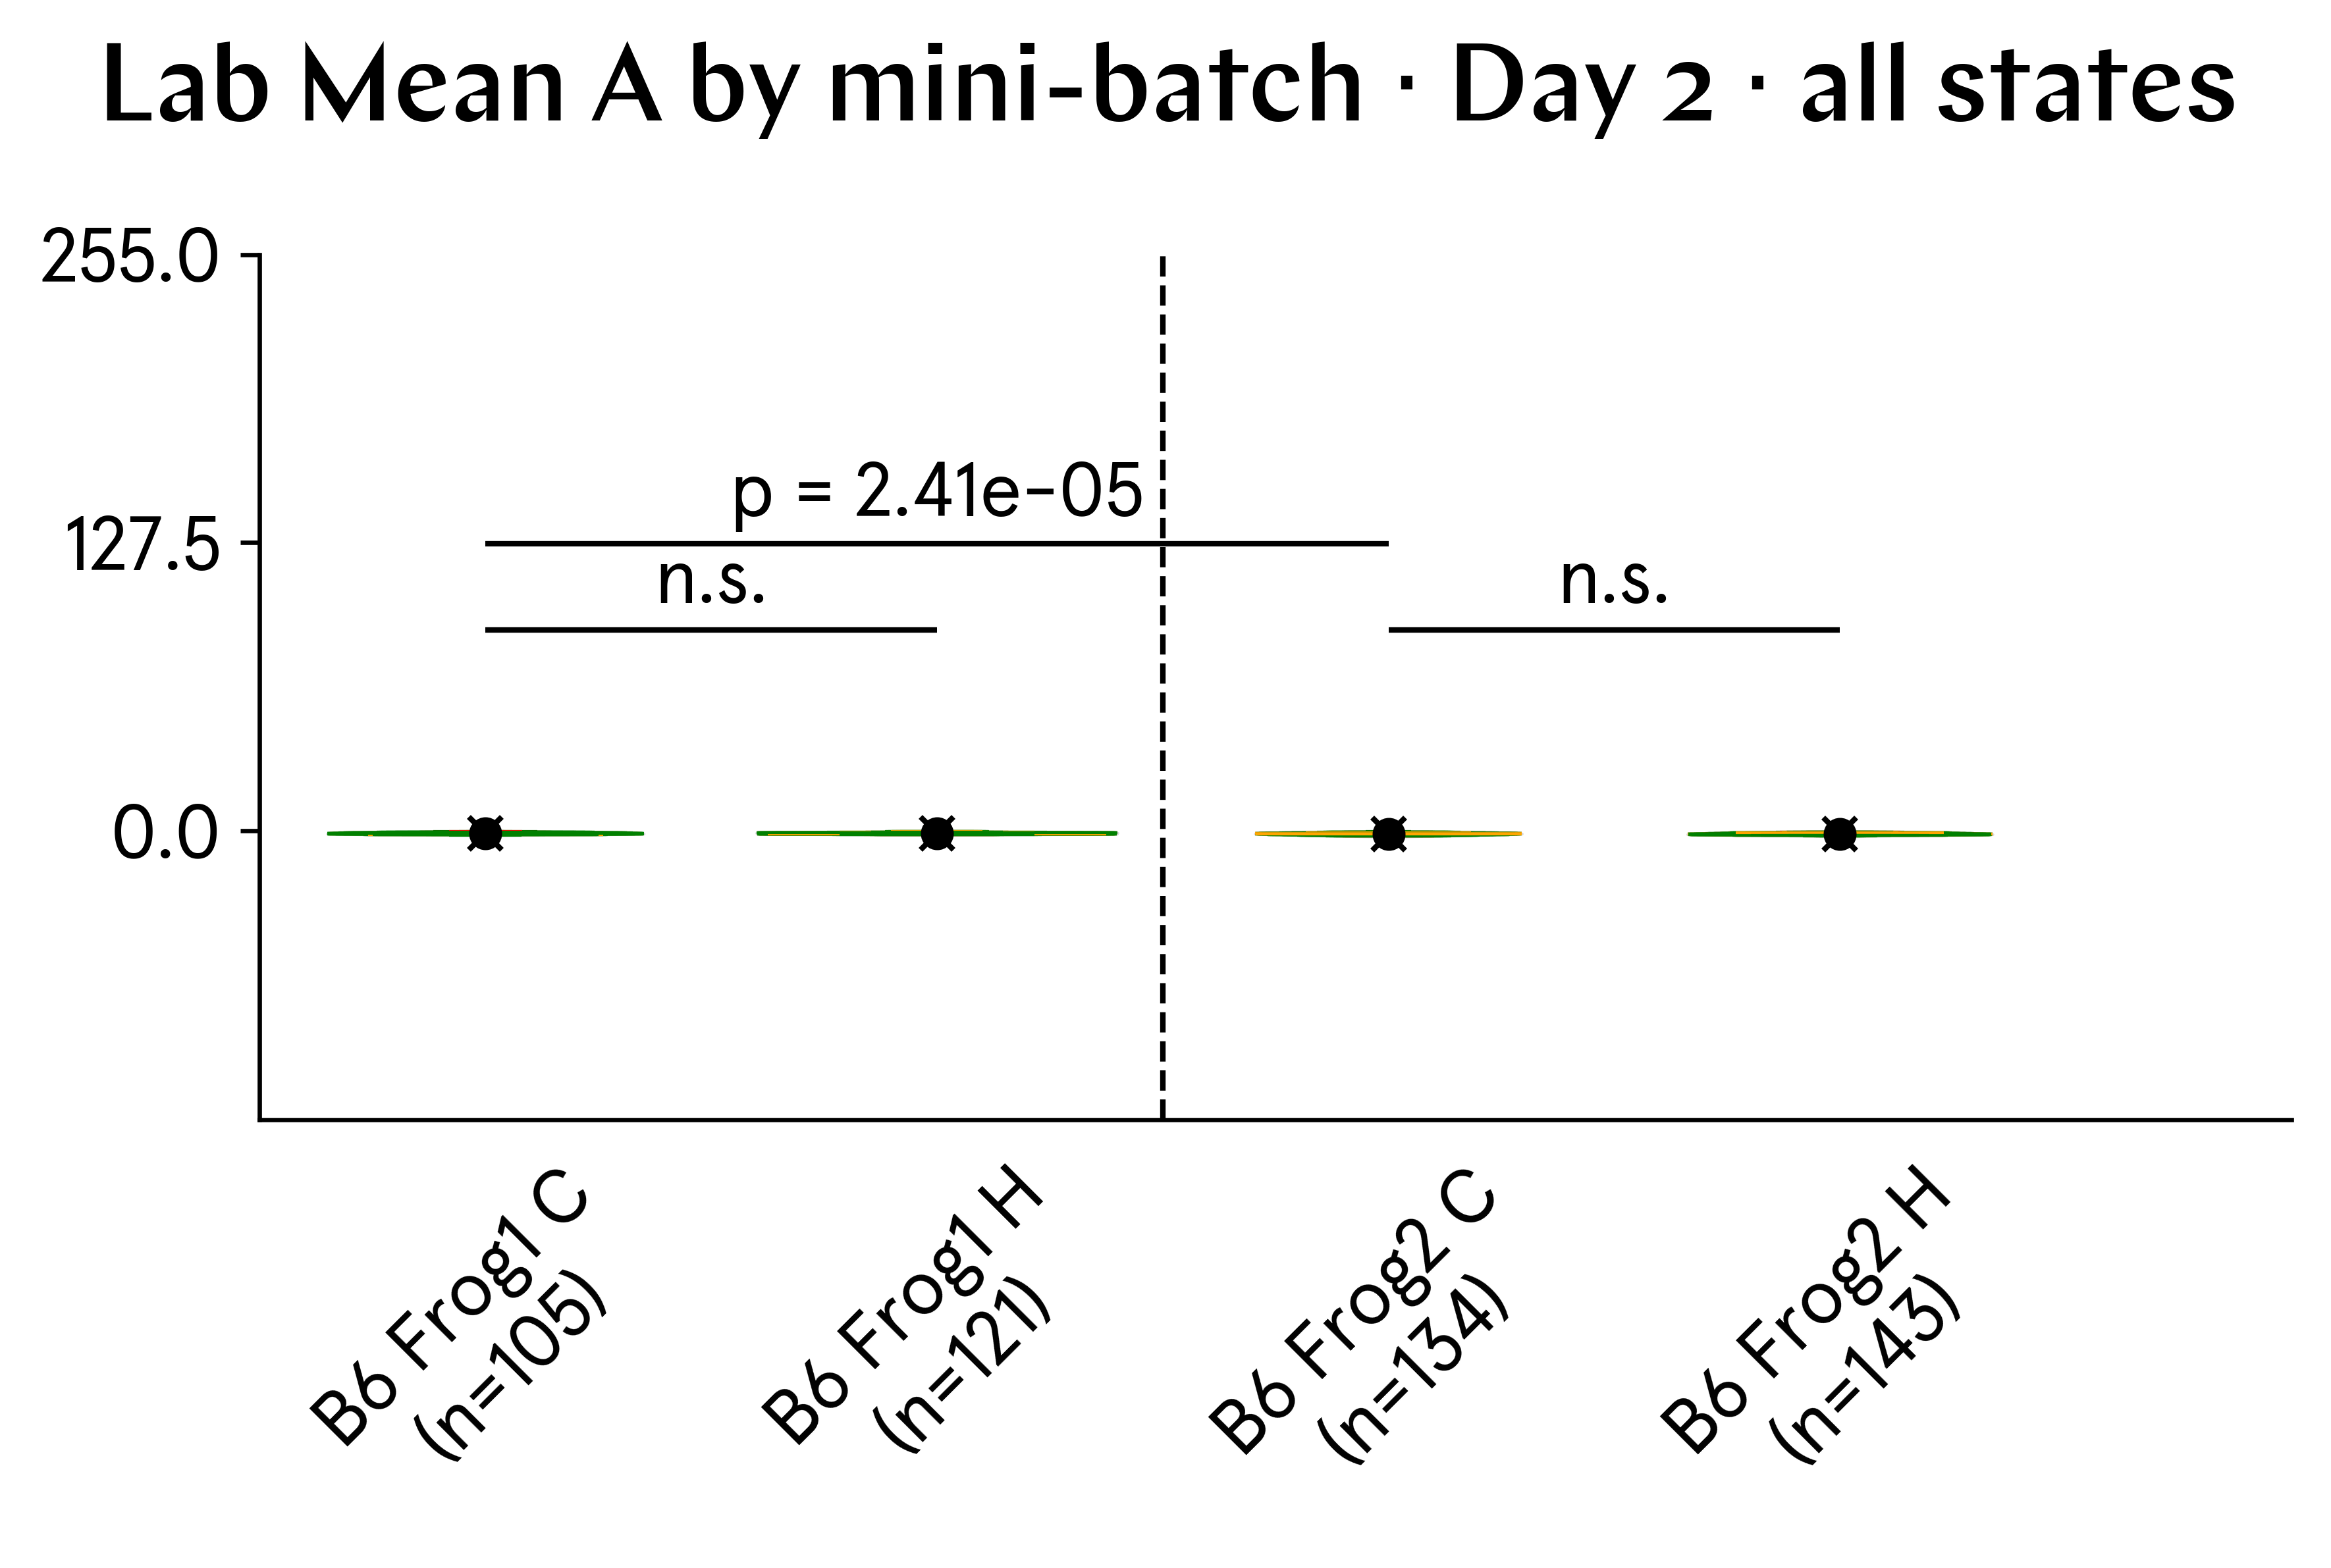 Lab Mean A by mini-batch · Day 2 · all states
255.0
127.5
0.0
p = 2.41e−05
n.s.
n.s.
B6 Frog1 C
(n=105)
B6 Frog1 H
(n=121)
B6 Frog2 C
(n=134)
B6 Frog2 H
(n=143)